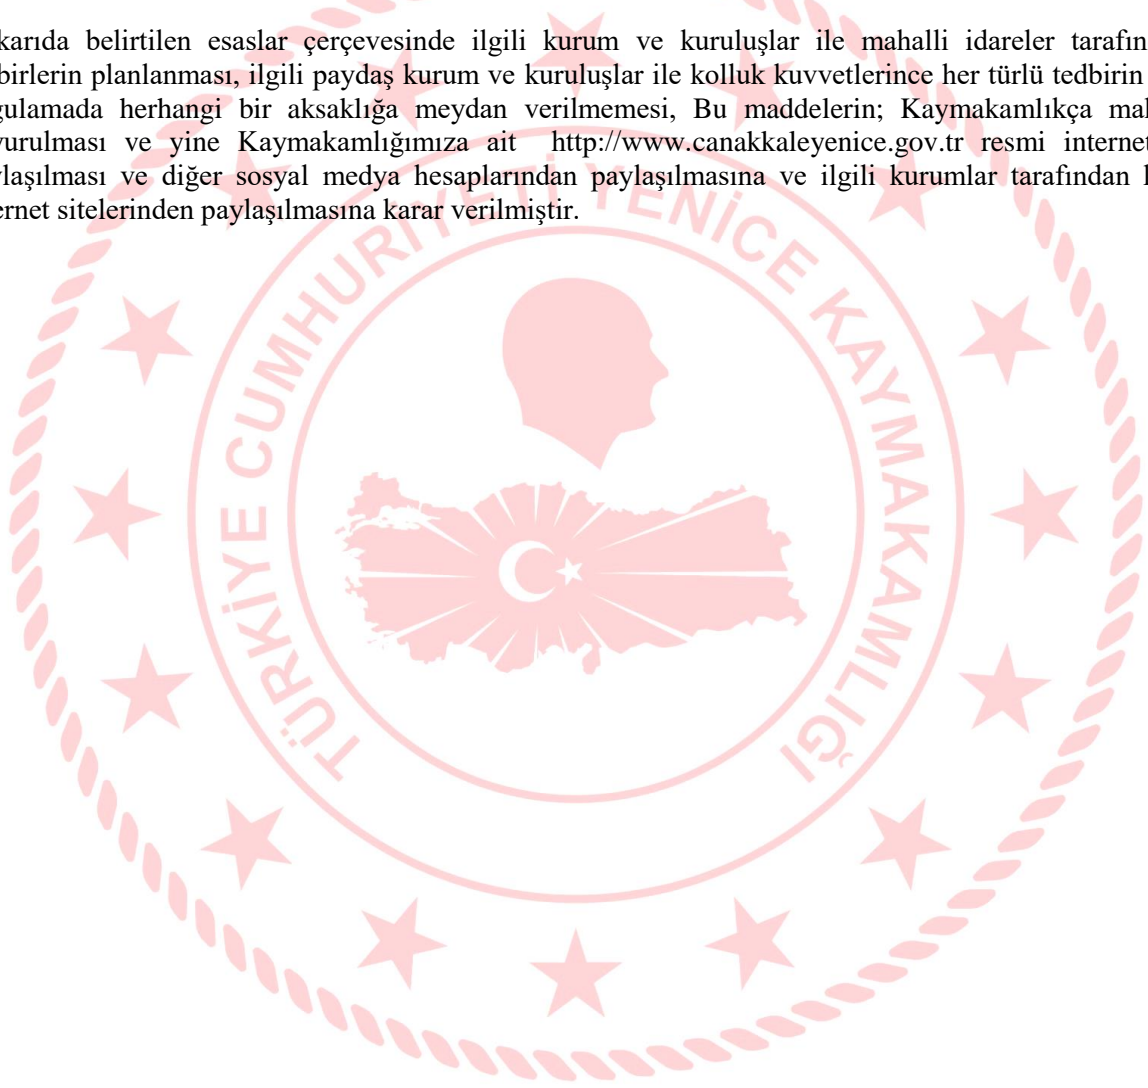 karıda belirtilen esaslar çerçevesinde ilgili kurum ve kuruluşlar ile mahalli idareler tarafın
birlerin planlanması, ilgili paydaş kurum ve kuruluşlar ile kolluk kuvvetlerince her türlü tedbirin
gulamada herhangi bir aksaklığa meydan verilmemesi, Bu maddelerin; Kaymakamlıkça mal
yurulması ve yine Kaymakamlığımıza ait http://www.canakkaleyenice.gov.tr resmi internet
ylaşılması ve diğer sosyal medya hesaplarından paylaşılmasına ve ilgili kurumlar tarafından
ernet sitelerinden paylaşılmasına karar verilmiştir.
TÜRKİYE CUMHURİYETİ YENİCE KAYMAKAMLIĞI